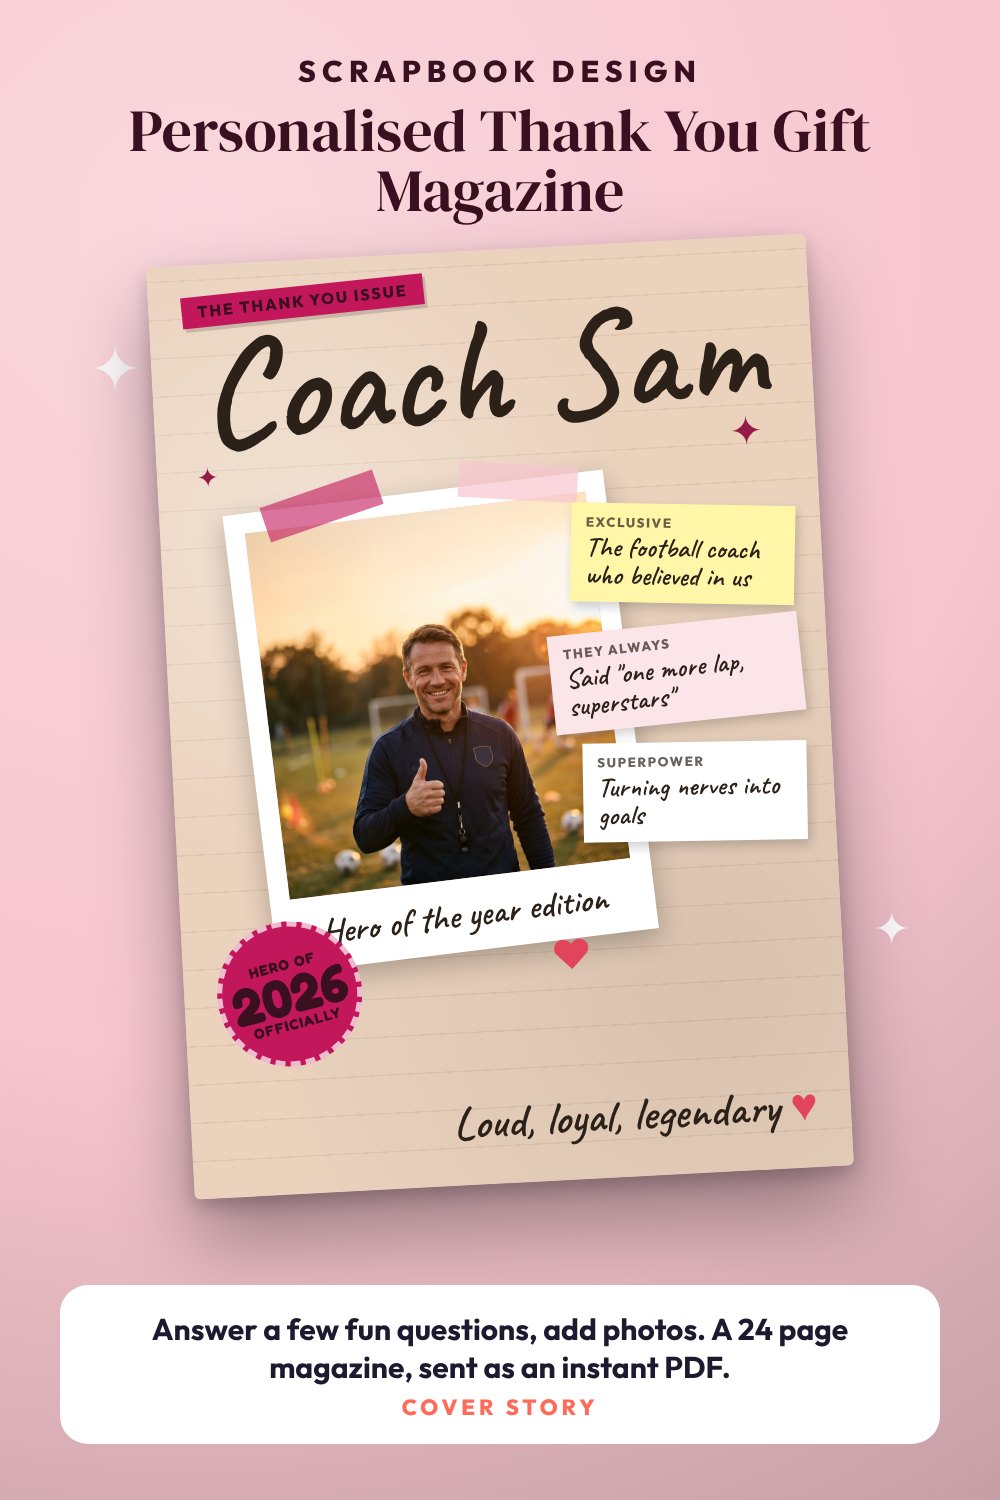 SCRAPBOOK DESIGN
Personalised Thank You Gift
Magazine
THE THANK YOU ISSUE
Coach Sam
EXCLUSIVE
The football coach
who believed in us
THEY ALWAYS
Said "one more lap,
superstars"
SUPERPOWER
Turning nerves into
goals
Hero of the year edition
HERO OF
2026
OFFICIALLY
Loud, loyal, legendary
Answer a few fun questions, add photos. A 24 page
magazine, sent as an instant PDF.
COVER STORY